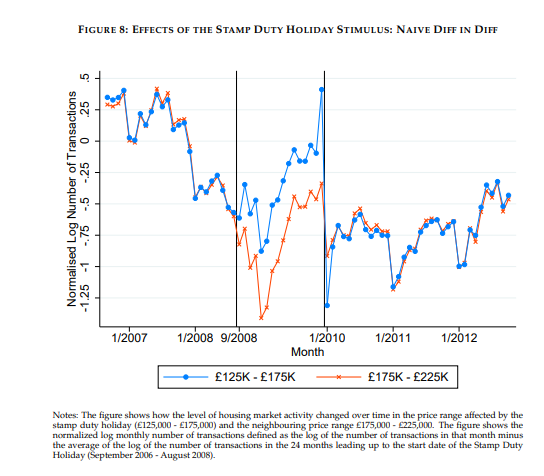 FIGURE 8: EFFECTS OF THE STAMP DUTY HOLIDAY STIMULUS: NAIVE DIFF IN DIFF
Normalised Log Number of Transactions
.5
.25
0
-.25
-.5
-.75
-1
-1.25
1/2007 1/2008 9/2008 1/2010 1/2011 1/2012
Month
£125K - £175K £175K - £225K
Notes: The figure shows how the level of housing market activity changed over time in the price range affected by the
stamp duty holiday (£125,000 - £175,000) and the neighbouring price range £175,000 - £225,000. The figure shows the
normalized log monthly number of transactions defined as the log of the number of transactions in that month minus
the average of the log of the number of transactions in the 24 months leading up to the start date of the Stamp Duty
Holiday (September 2006 - August 2008).